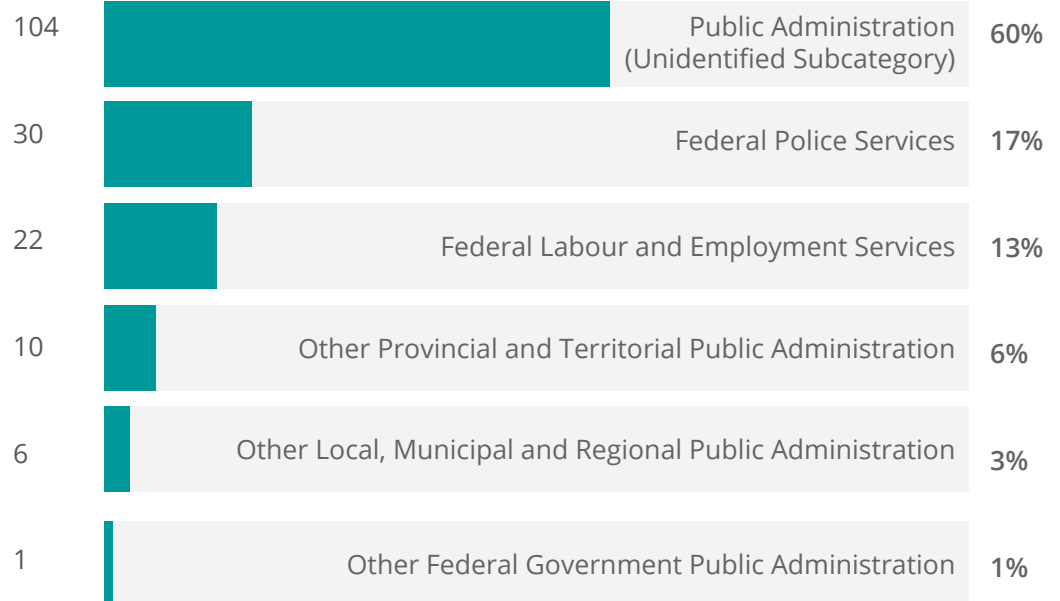 104 Public Administration 60%
(Unidentified Subcategory)
30 Federal Police Services 17%
22 Federal Labour and Employment Services 13%
10 Other Provincial and Territorial Public Administration 6%
6 Other Local, Municipal and Regional Public Administration 3%
1 Other Federal Government Public Administration 1%